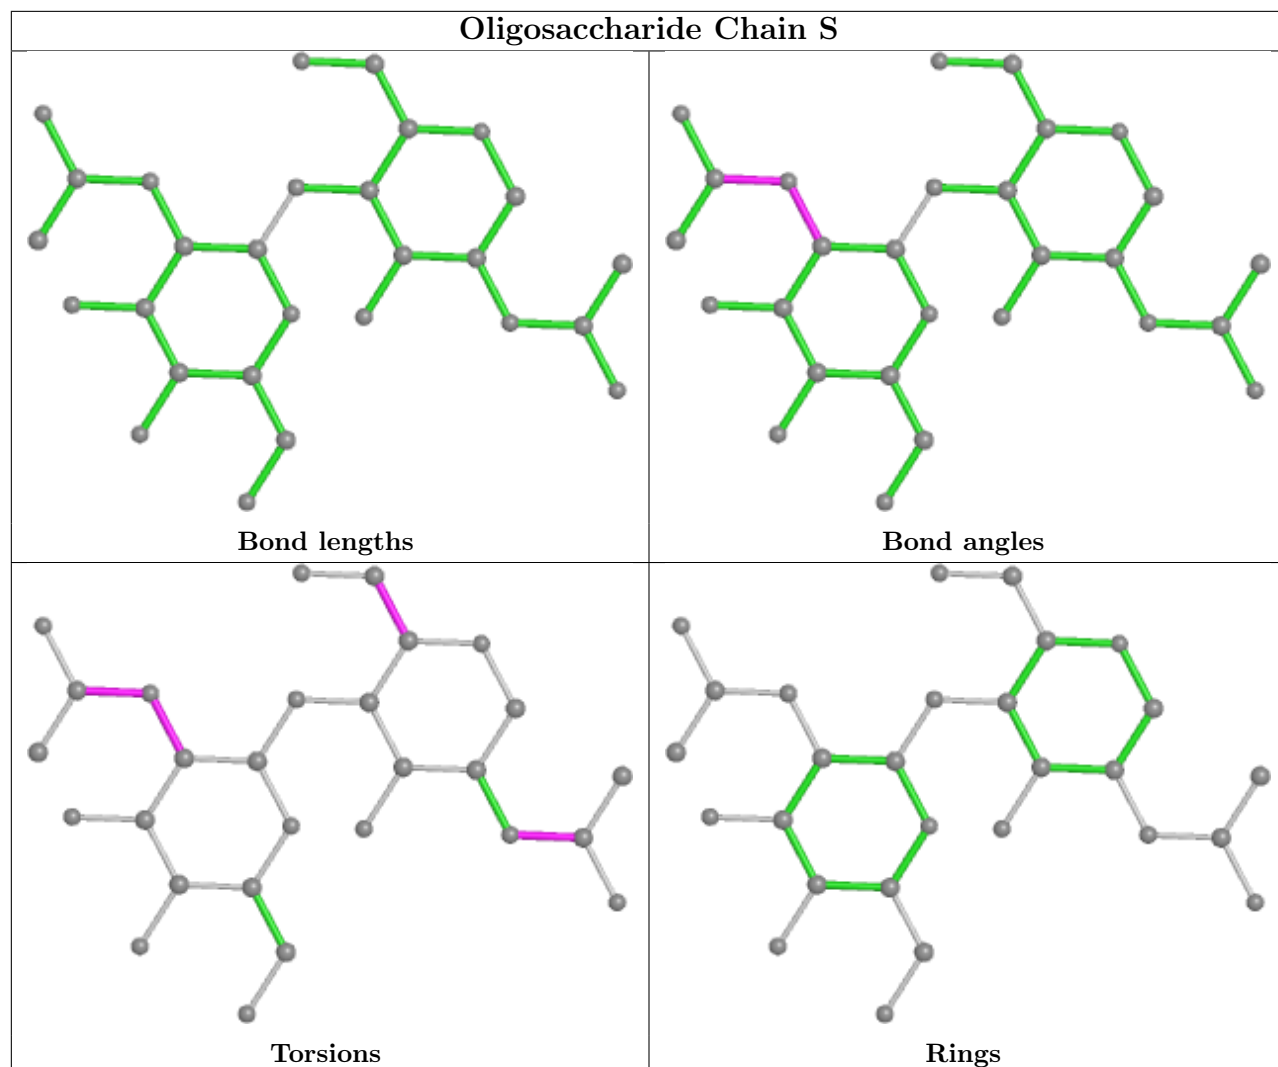 Oligosaccharide Chain S
Bond lengths
Bond angles
Torsions
Rings